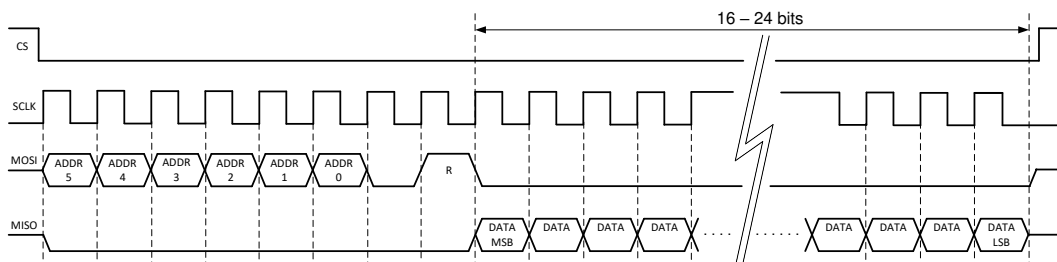 16 – 24 bits
CS
SCLK
MOSI
ADDR
5
ADDR
4
ADDR
3
ADDR
2
ADDR
1
ADDR
0
R
MISO
DATA
MSB
DATA
DATA
DATA
DATA
DATA
DATA
DATA
LSB